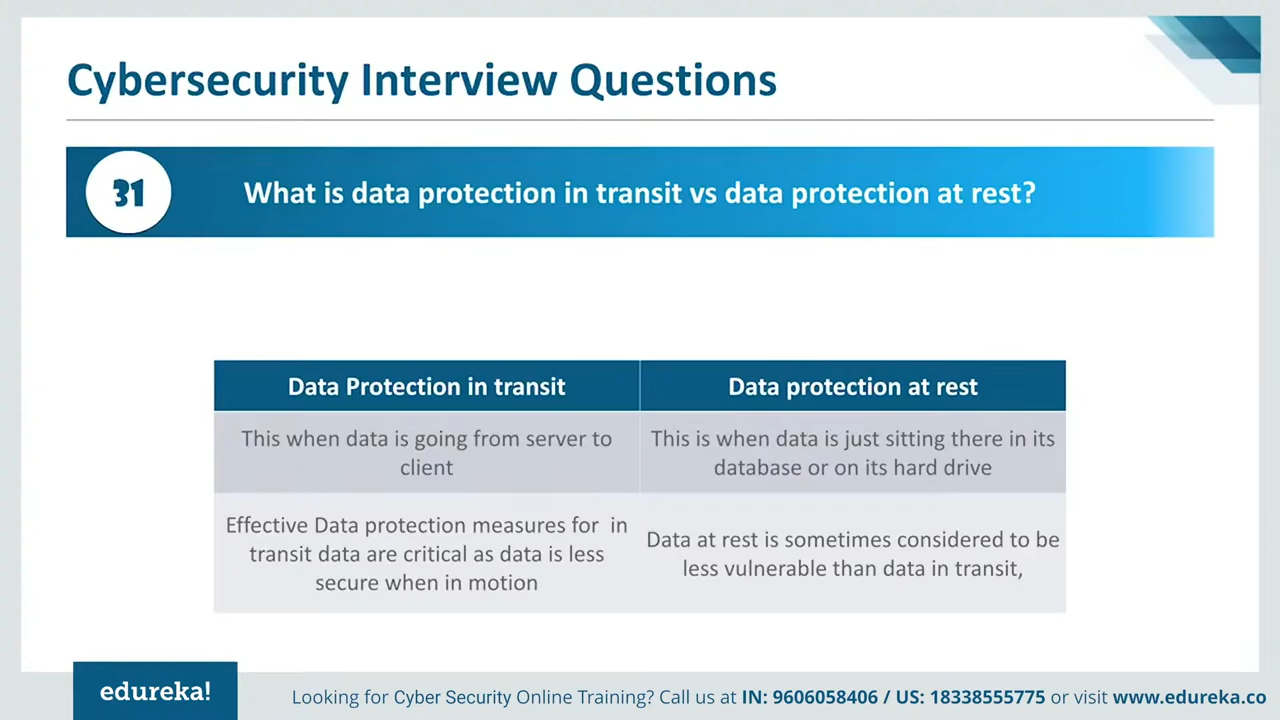 Cybersecurity Interview Questions
31
What is data protection in transit vs data protection at rest?
Data Protection in transit
Data protection at rest
This when data is going from server to
client
This is when data is just sitting there in its
database or on its hard drive
Effective Data protection measures for in
transit data are critical as data is less
secure when in motion
Data at rest is sometimes considered to be
less vulnerable than data in transit,
edureka!
Looking for Cyber Security Online Training? Call us at IN: 9606058406 / US: 18338555775 or visit www.edureka.co